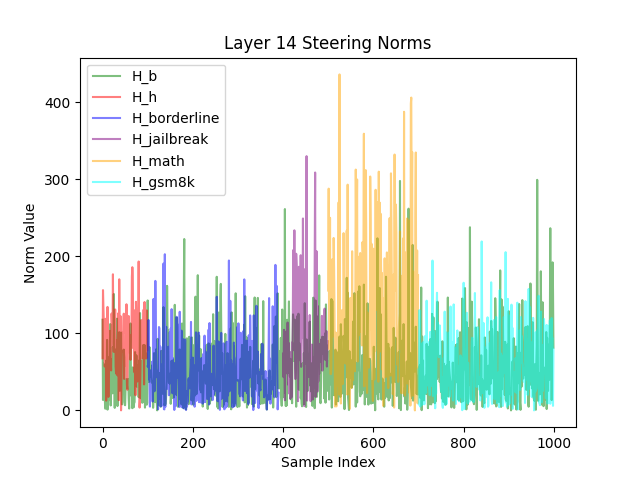 Layer 14 Steering Norms
H_b
H_h
H_borderline
H_jailbreak
H_math
H_gsm8k
Norm Value
400
300
200
100
0
0
200
400
600
800
1000
Sample Index